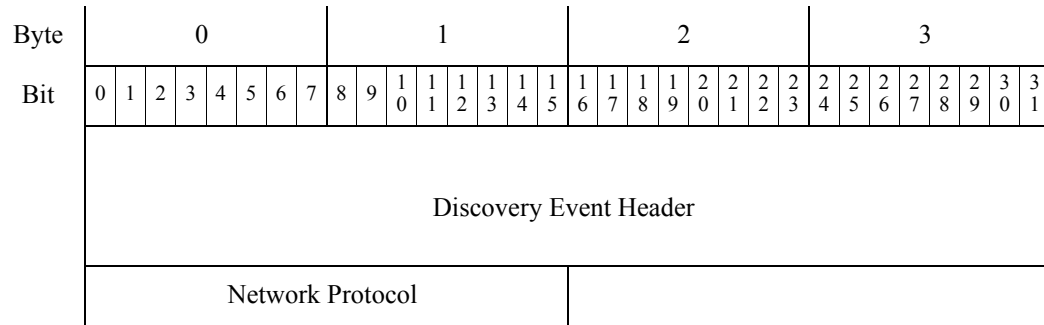 Byte 0 1 2 3
Bit 0 1 2 3 4 5 6 7 8 9 10 11 12 13 14 15 16 17 18 19 20 21 22 23 24 25 26 27 28 29 30 31
Discovery Event Header
Network Protocol